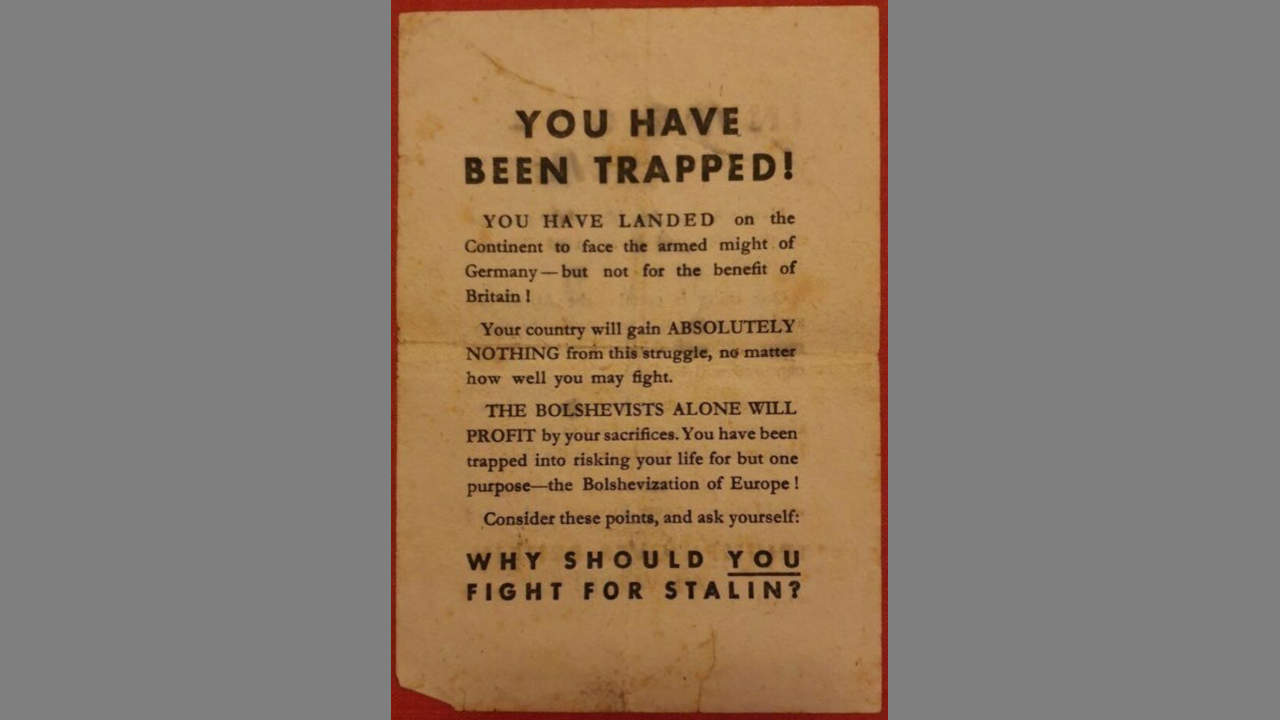 YOU HAVE
BEEN TRAPPED!
YOU HAVE LANDED on the
Continent to face the armed might of
Germany—but not for the benefit of
Britain !
Your country will gain ABSOLUTELY
NOTHING from this struggle, no matter
how well you may fight.
THE BOLSHEVISTS ALONE WILL
PROFIT by your sacrifices. You have been
trapped into risking your life for but one
purpose—the Bolshevization of Europe !
Consider these points, and ask yourself:
WHY SHOULD YOU
FIGHT FOR STALIN?